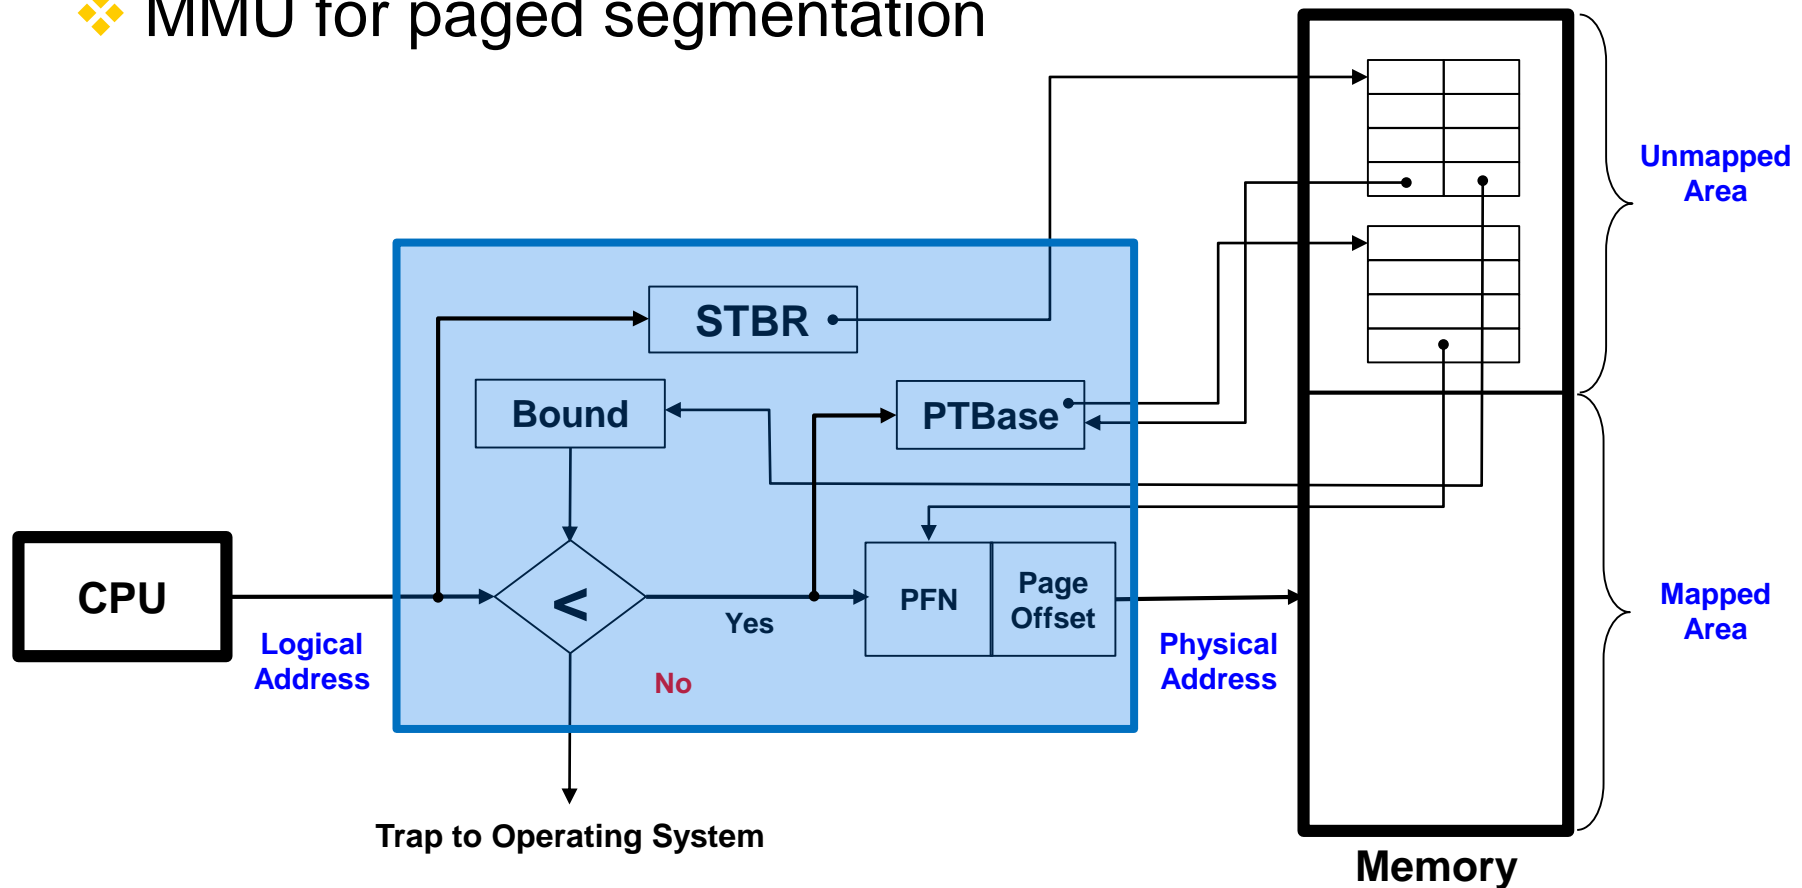 MMU for paged segmentation
Unmapped
Area
STBR
Bound
PTBase
CPU
<
Yes
PFN
Page
Offset
Logical
Address
No
Physical
Address
Mapped
Area
Trap to Operating System
Memory